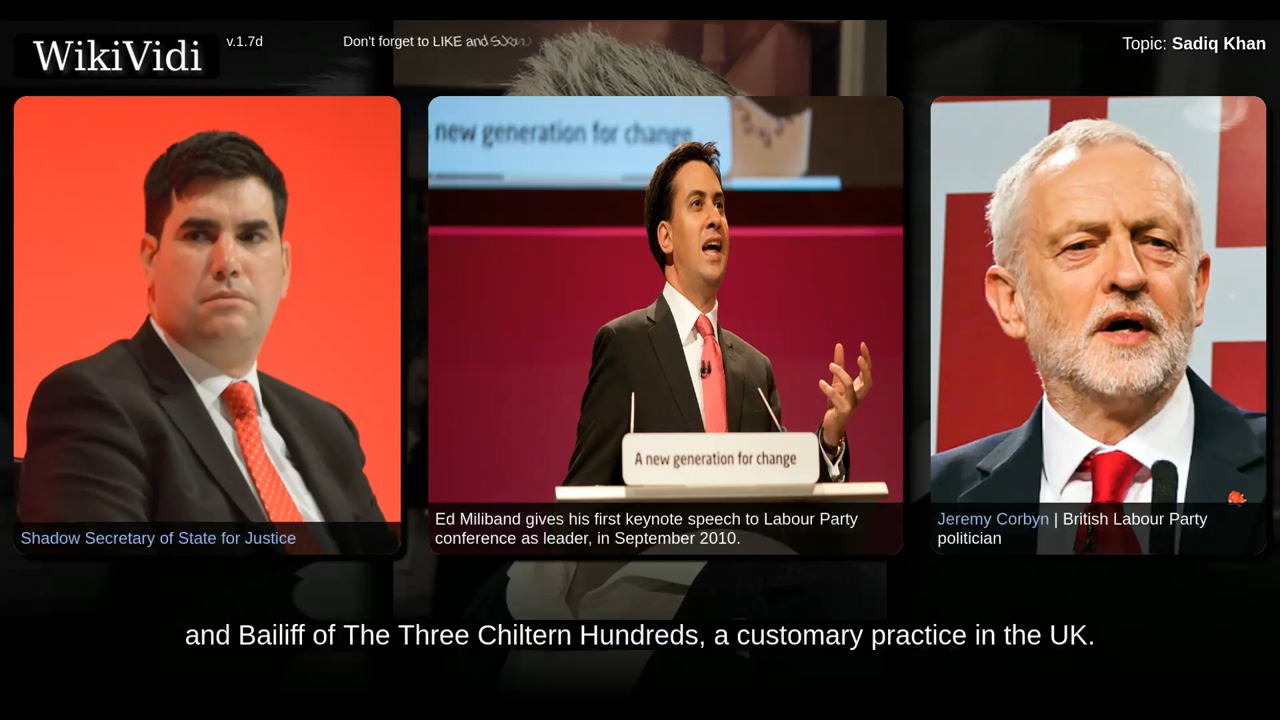 WikiVidi
v.1.7d
Don't forget to LIKE and
Topic: Sadiq Khan
new generation for change
A new generation for change
Shadow Secretary of State for Justice
Ed Miliband gives his first keynote speech to Labour Party
conference as leader, in September 2010.
Jeremy Corbyn | British Labour Party
politician
and Bailiff of The Three Chiltern Hundreds, a customary practice in the UK.